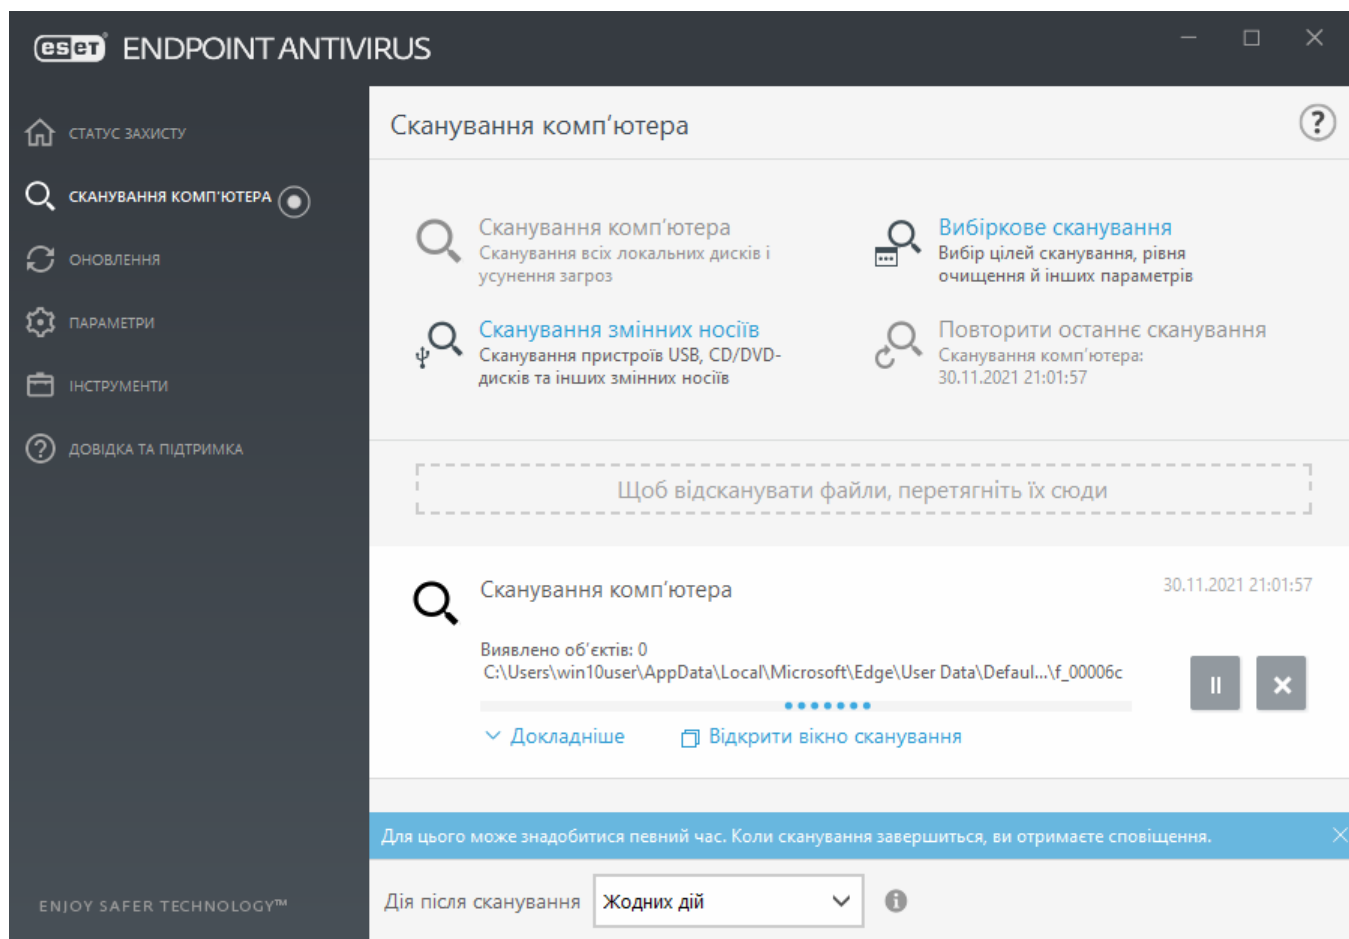 eset ENDPOINT ANTIVIRUS
СТАТУС ЗАХИСТУ
СКАНУВАННЯ КОМП'ЮТЕРА
ОНОВЛЕННЯ
ПАРАМЕТРИ
ІНСТРУМЕНТИ
ДОВІДКА ТА ПІДТРИМКА
ENJOY SAFER TECHNOLOGY™
Сканування комп'ютера
?
Сканування комп'ютера
Сканування всіх локальних дисків і
усунення загроз
Вибіркове сканування
Вибір цілей сканування, рівня
очищення й інших параметрів
Сканування змінних носіїв
Сканування пристроїв USB, CD/DVD-
дисків та інших змінних носіїв
Повторити останнє сканування
Сканування комп'ютера:
30.11.2021 21:01:57
Щоб відсканувати файли, перетягніть їх сюди
Сканування комп'ютера
30.11.2021 21:01:57
Виявлено об'єктів: 0
C:\Users\win10user\AppData\Local\Microsoft\Edge\User Data\Defaul...\f_00006c
Докладніше
Відкрити вікно сканування
Для цього може знадобитися певний час. Коли сканування завершиться, ви отримаєте сповіщення.
Дія після сканування
Жодних дій